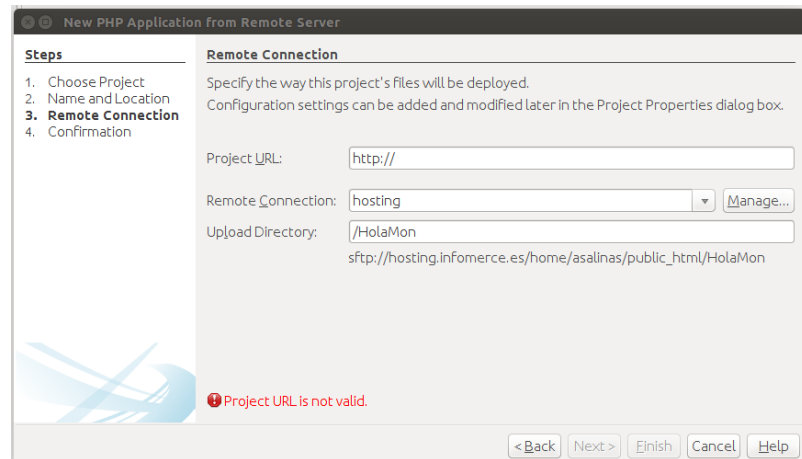 New PHP Application from Remote Server
Steps
1. Choose Project
2. Name and Location
3. Remote Connection
4. Confirmation
Remote Connection
Specify the way this project's files will be deployed.
Configuration settings can be added and modified later in the Project Properties dialog box.
Project URL: http://
Remote Connection: hosting Manage...
Upload Directory: /HolaMon
sftp://hosting.infomerce.es/home/asalinas/public_html/HolaMon
Project URL is not valid.
< Back Next > Finish Cancel Help